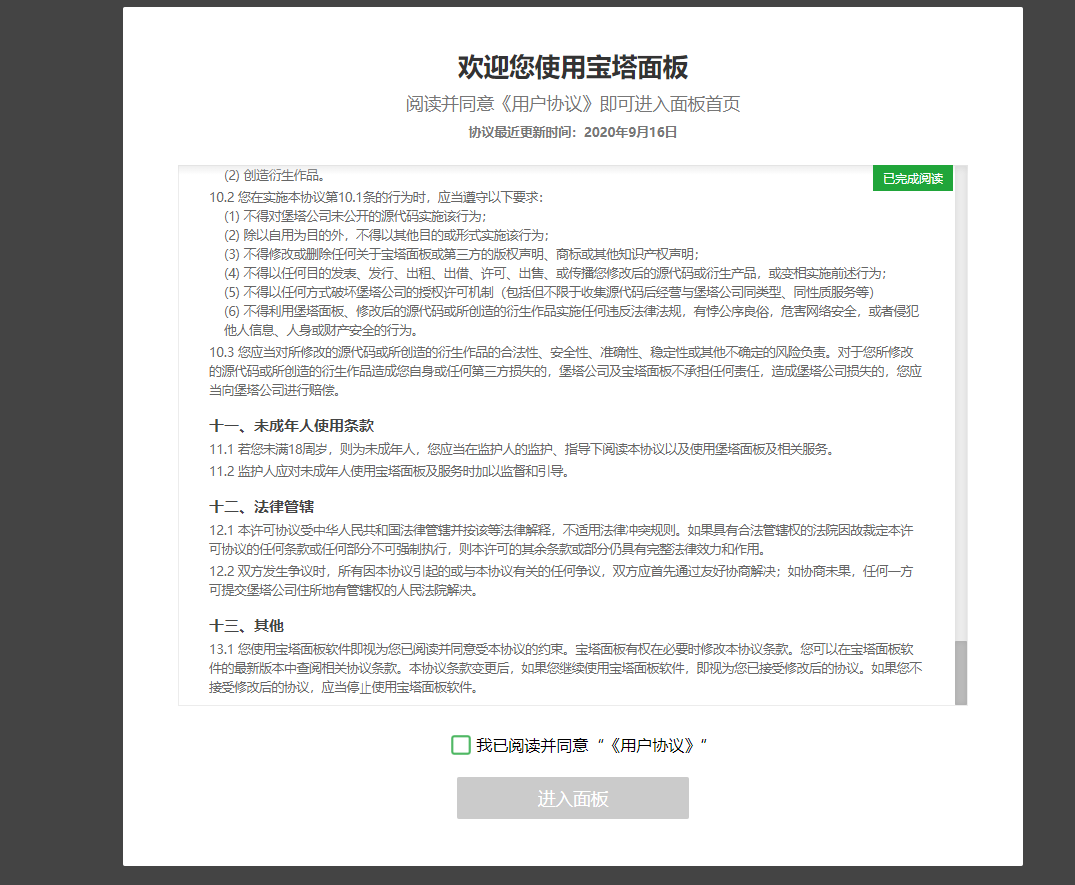 欢迎您使用宝塔面板
阅读并同意《用户协议》即可进入面板首页
协议最近更新时间：2020年9月16日
已完成阅读
(2) 创造衍生作品。
10.2 您在实施本协议第10.1条的行为时，应当遵守以下要求：
(1) 不得对堡塔公司未公开的源代码实施该行为；
(2) 除以自用为目的外，不得以其他目的或形式实施该行为；
(3) 不得修改或删除任何关于宝塔面板或第三方的版权声明、商标或其他知识产权声明；
(4) 不得以任何目的发表、发行、出租、出借、许可、出售、或传播您修改后的源代码或衍生产品，或变相实施前述行为；
(5) 不得以任何方式破坏堡塔公司的授权许可机制（包括但不限于收集源代码后经营与堡塔公司同类型、同性质服务等）
(6) 不得利用堡塔面板、修改后的源代码或所创造的衍生作品实施任何违反法律法规，有悖公序良俗，危害网络安全，或者侵犯
他人信息、人身或财产安全的行为。
10.3 您应当对所修改的源代码或所创造的衍生作品的合法性、安全性、准确性、稳定性或其他不确定的风险负责。对于您所修改
的源代码或所创造的衍生作品造成您自身或任何第三方损失的，堡塔公司及宝塔面板不承担任何责任，造成堡塔公司损失的，您应
当向堡塔公司进行赔偿。
十一、未成年人使用条款
11.1 若您未满18周岁，则为未成年人，您应当在监护人的监护、指导下阅读本协议以及使用堡塔面板及相关服务。
11.2 监护人应对未成年人使用宝塔面板及服务时加以监督和引导。
十二、法律管辖
12.1 本许可协议受中华人民共和国法律管辖并按该等法律解释，不适用法律冲突规则。如果具有合法管辖权的法院因故裁定本许
可协议的任何条款或任何部分不可强制执行，则本许可的其余条款或部分仍具有完整法律效力和作用。
12.2 双方发生争议时，所有因本协议引起的或与本协议有关的任何争议，双方应首先通过友好协商解决；如协商未果，任何一方
可提交堡塔公司住所地有管辖权的人民法院解决。
十三、其他
13.1 您使用宝塔面板软件即视为您已阅读并同意受本协议的约束。宝塔面板有权在必要时修改本协议条款。您可以在宝塔面板软
件的最新版本中查阅相关协议条款。本协议条款变更后，如果您继续使用宝塔面板软件，即视为您已接受修改后的协议。如果您不
接受修改后的协议，应当停止使用宝塔面板软件。
我已阅读并同意“《用户协议》”
进入面板